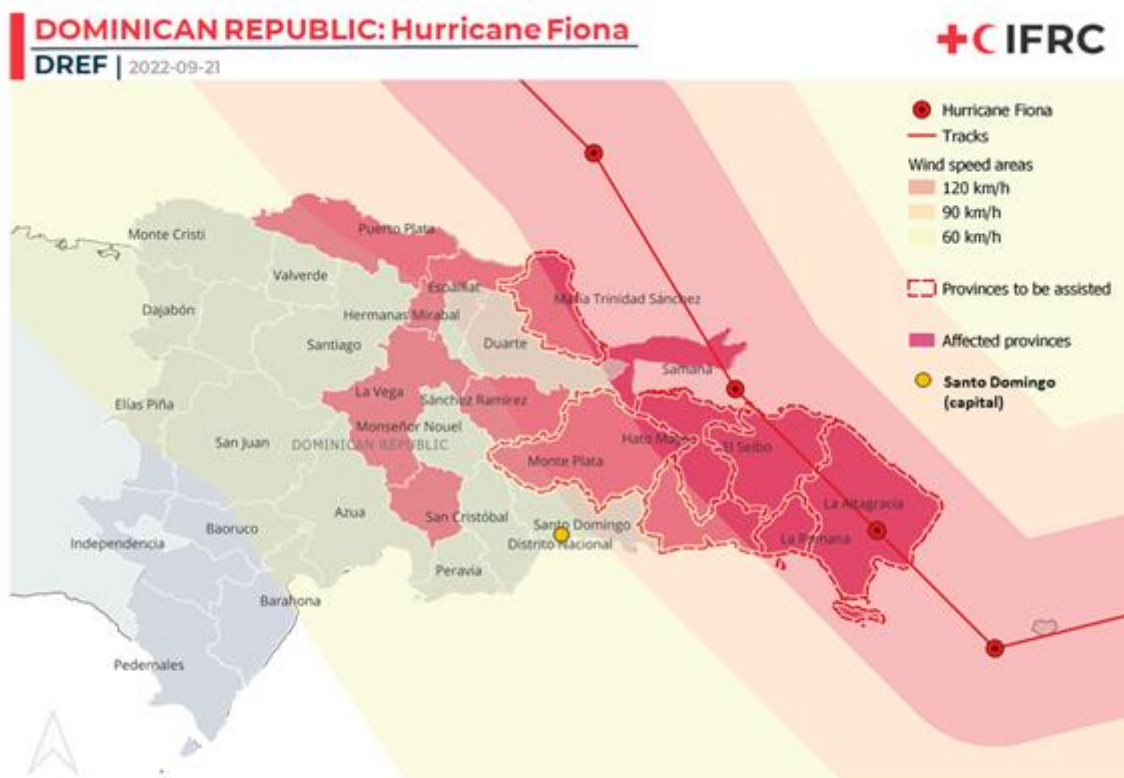 DOMINICAN REPUBLIC: Hurricane Fiona
DREF | 2022-09-21
IFRC
Hurricane Fiona
Tracks
Wind speed areas
120 km/h
90 km/h
60 km/h
Provinces to be assisted
Affected provinces
Santo Domingo
(capital)
Monte Cristi
Puerto Plata
Valverde
Espaillat
María Trinidad Sánchez
Dajabón
Hermanas Mirabal
Santiago
Duarte
Samaná
La Vega
Sánchez Ramírez
Elías Piña
Monseñor Nouel
San Juan
DOMINICAN REPUBLIC
Hato Mayor
El Seibo
Monte Plata
La Altagracia
Azua
San Cristóbal
Baoruco
Santo Domingo
La Romana
Independencia
Distrito Nacional
Peravia
Barahona
Pedernales